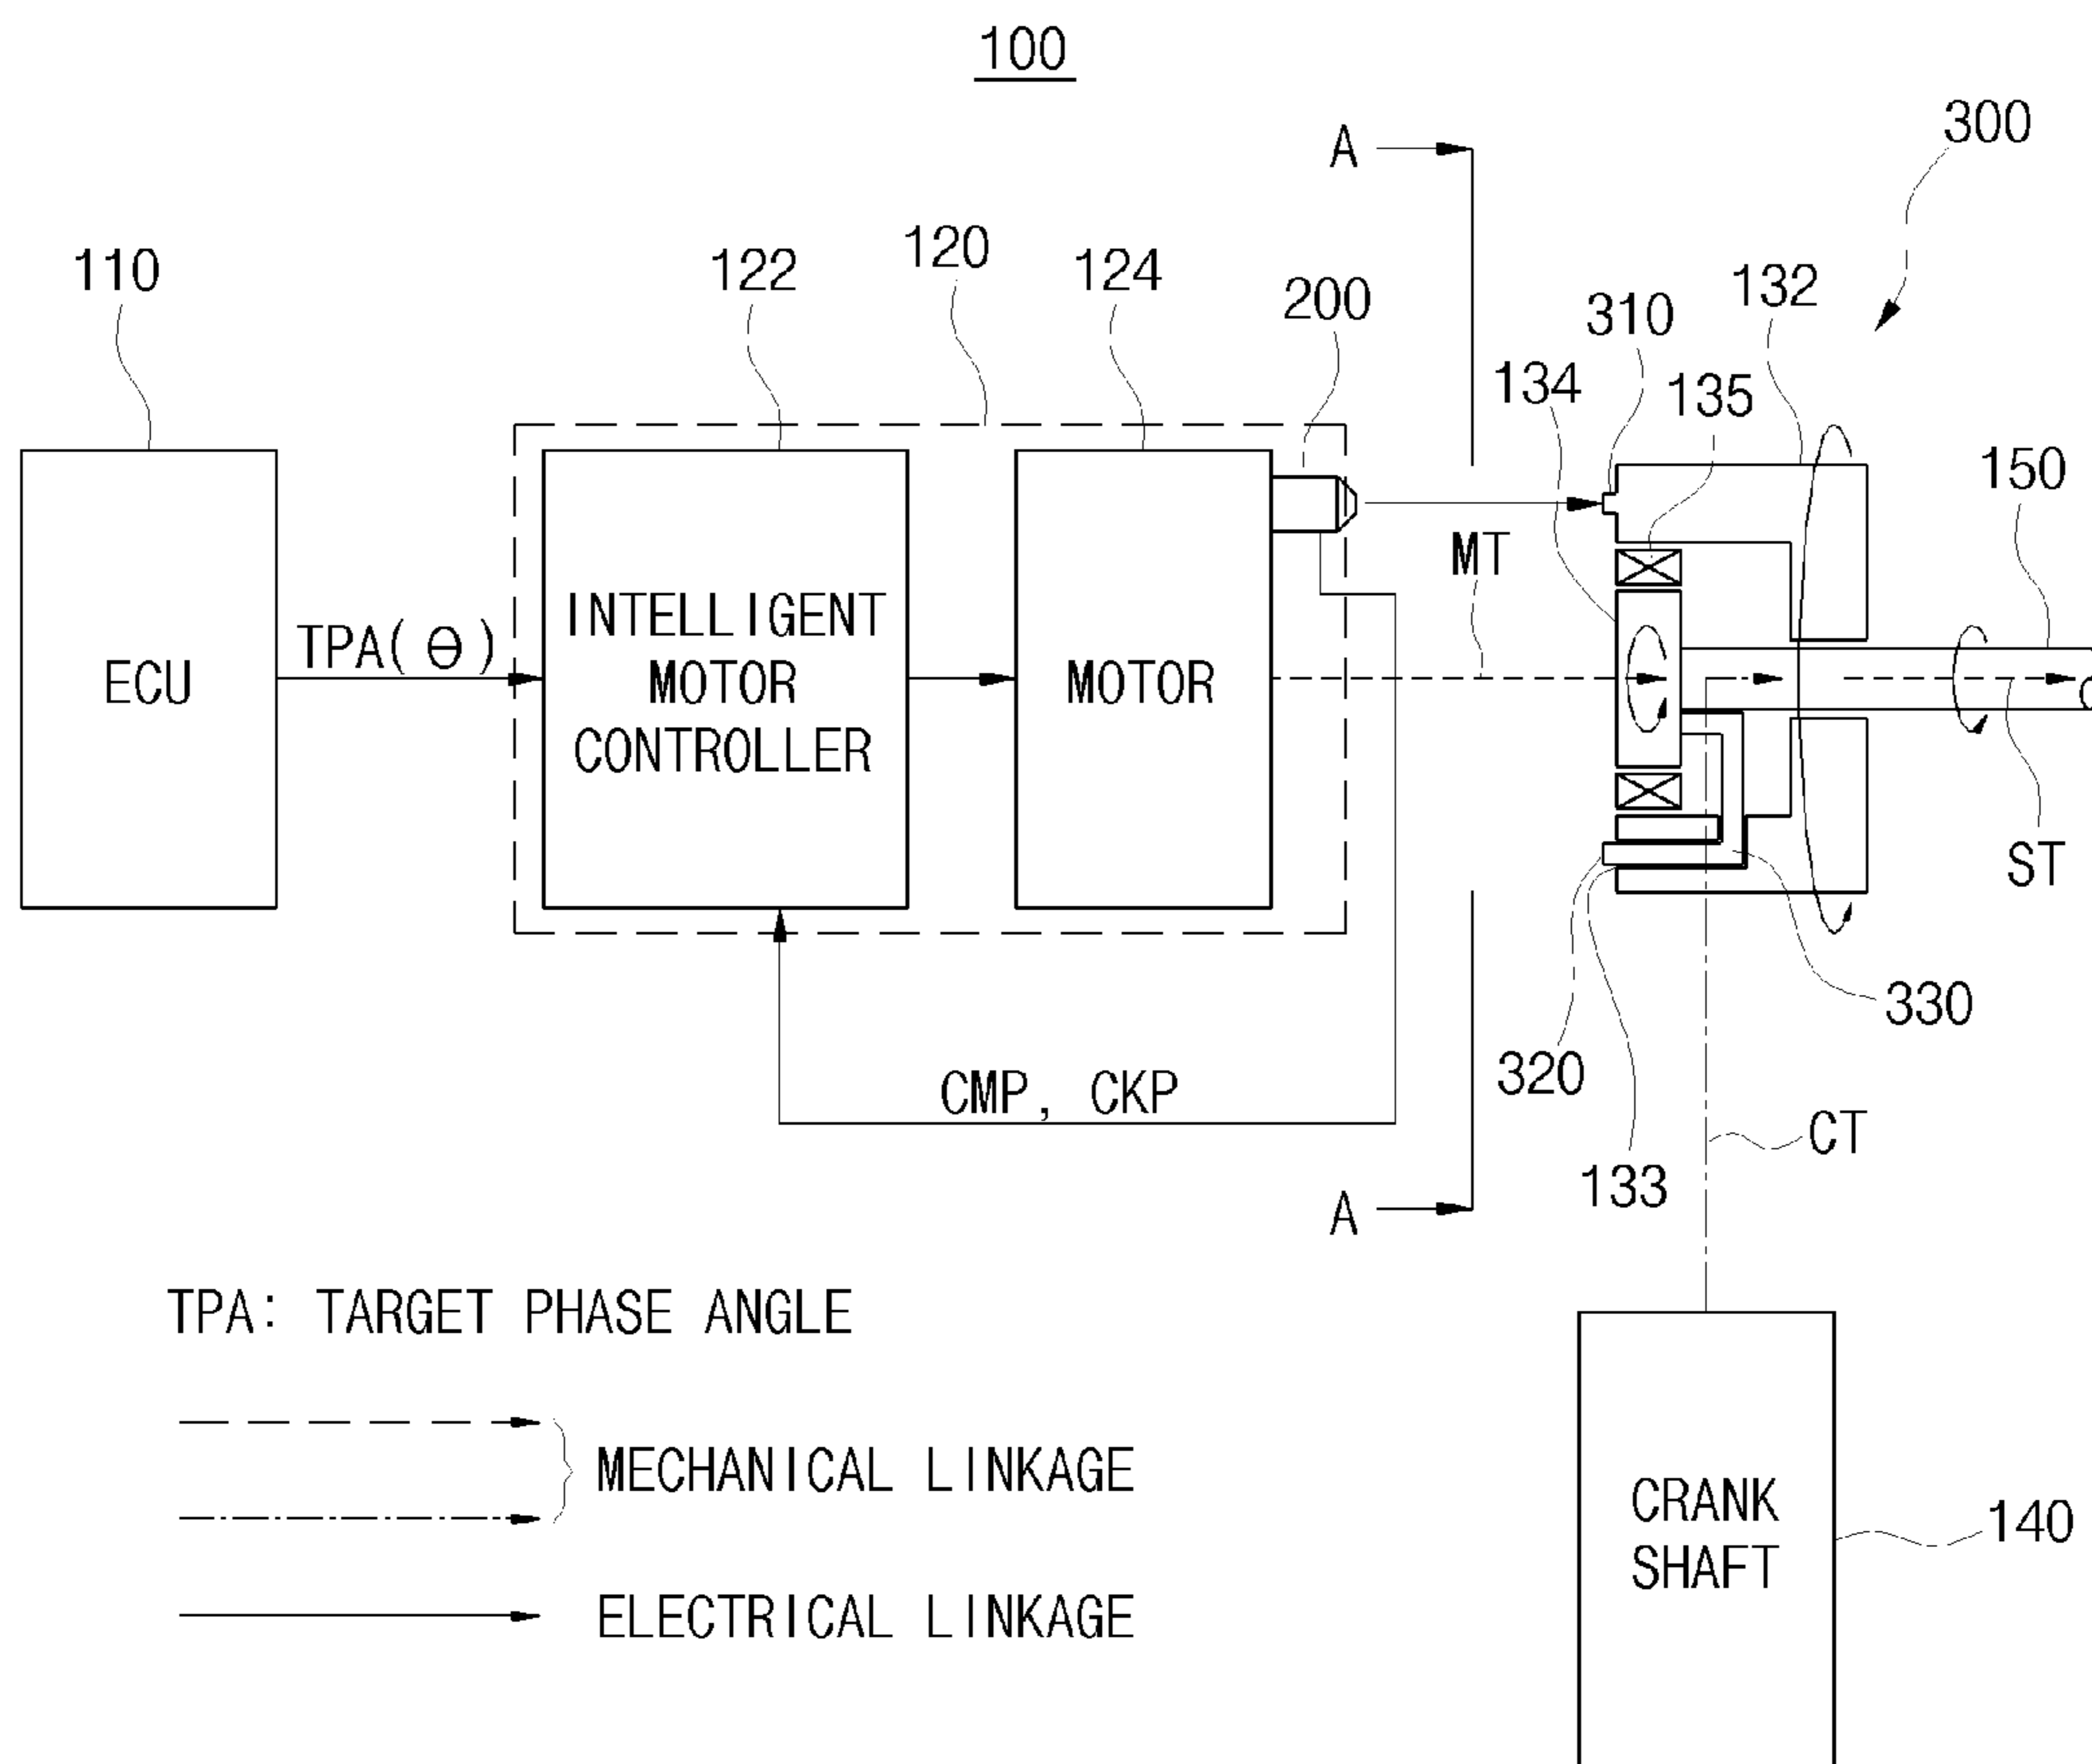 100
A
300
110
122
120
124
200
310
132
134
135
150
ECU
TPA(θ)
INTELLIGENT
MOTOR
CONTROLLER
MOTOR
MT
ST
CMP, CKP
320
133
330
CT
A
TPA: TARGET PHASE ANGLE
MECHANICAL LINKAGE
ELECTRICAL LINKAGE
CRANK
SHAFT
140